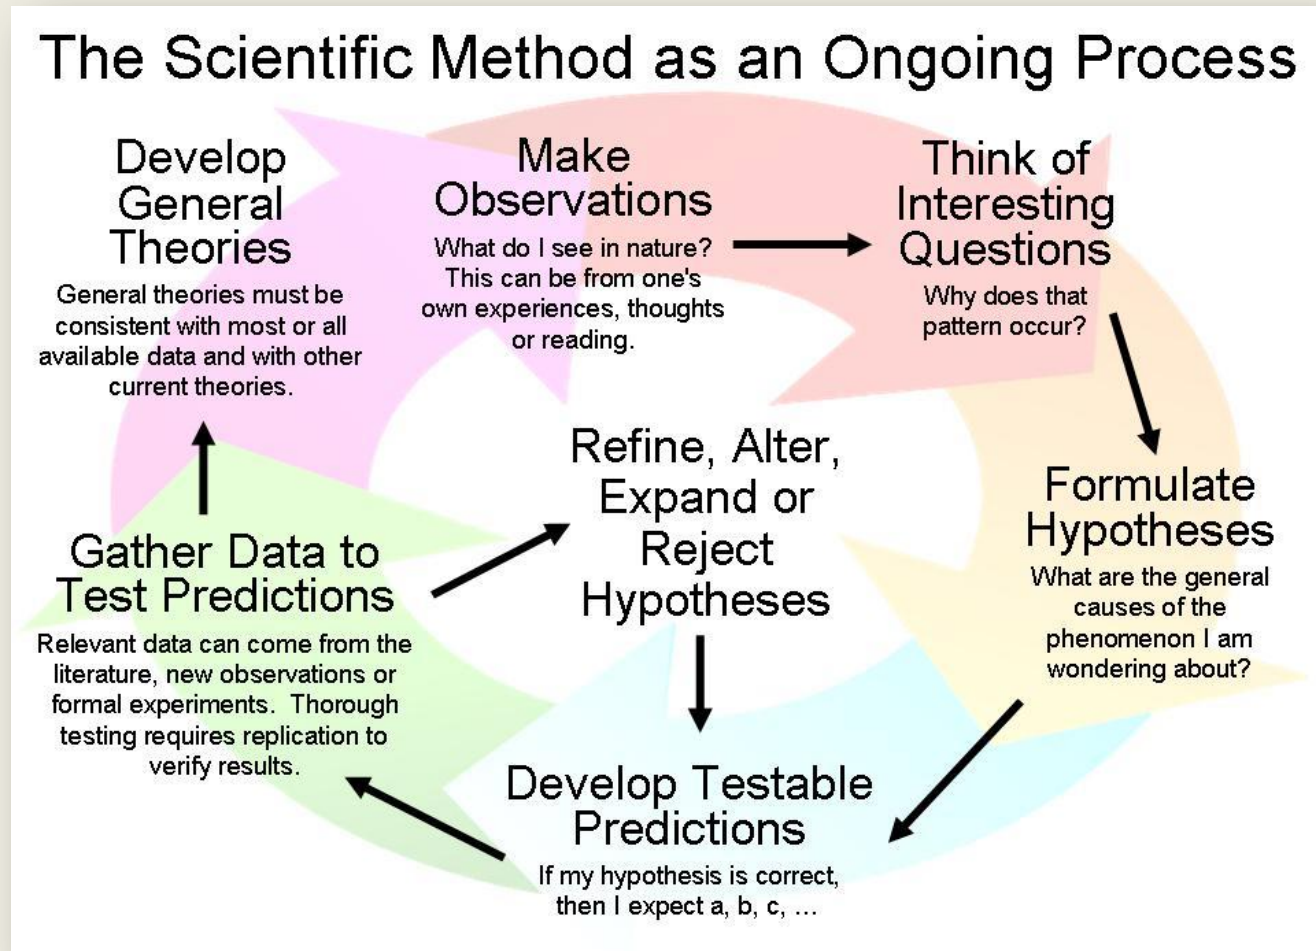 The Scientific Method as an Ongoing Process
Make
Observations
What do I see in nature?
This can be from one's
own experiences, thoughts
or reading.
Think of
Interesting
Questions
Why does that
pattern occur?
Formulate
Hypotheses
What are the general
causes of the
phenomenon I am
wondering about?
Develop Testable
Predictions
If my hypothesis is correct,
then I expect a, b, c, ...
Gather Data to
Test Predictions
Relevant data can come from the
literature, new observations or
formal experiments.  Thorough
testing requires replication to
verify results.
Refine, Alter,
Expand or
Reject
Hypotheses
Develop
General
Theories
General theories must be
consistent with most or all
available data and with other
current theories.